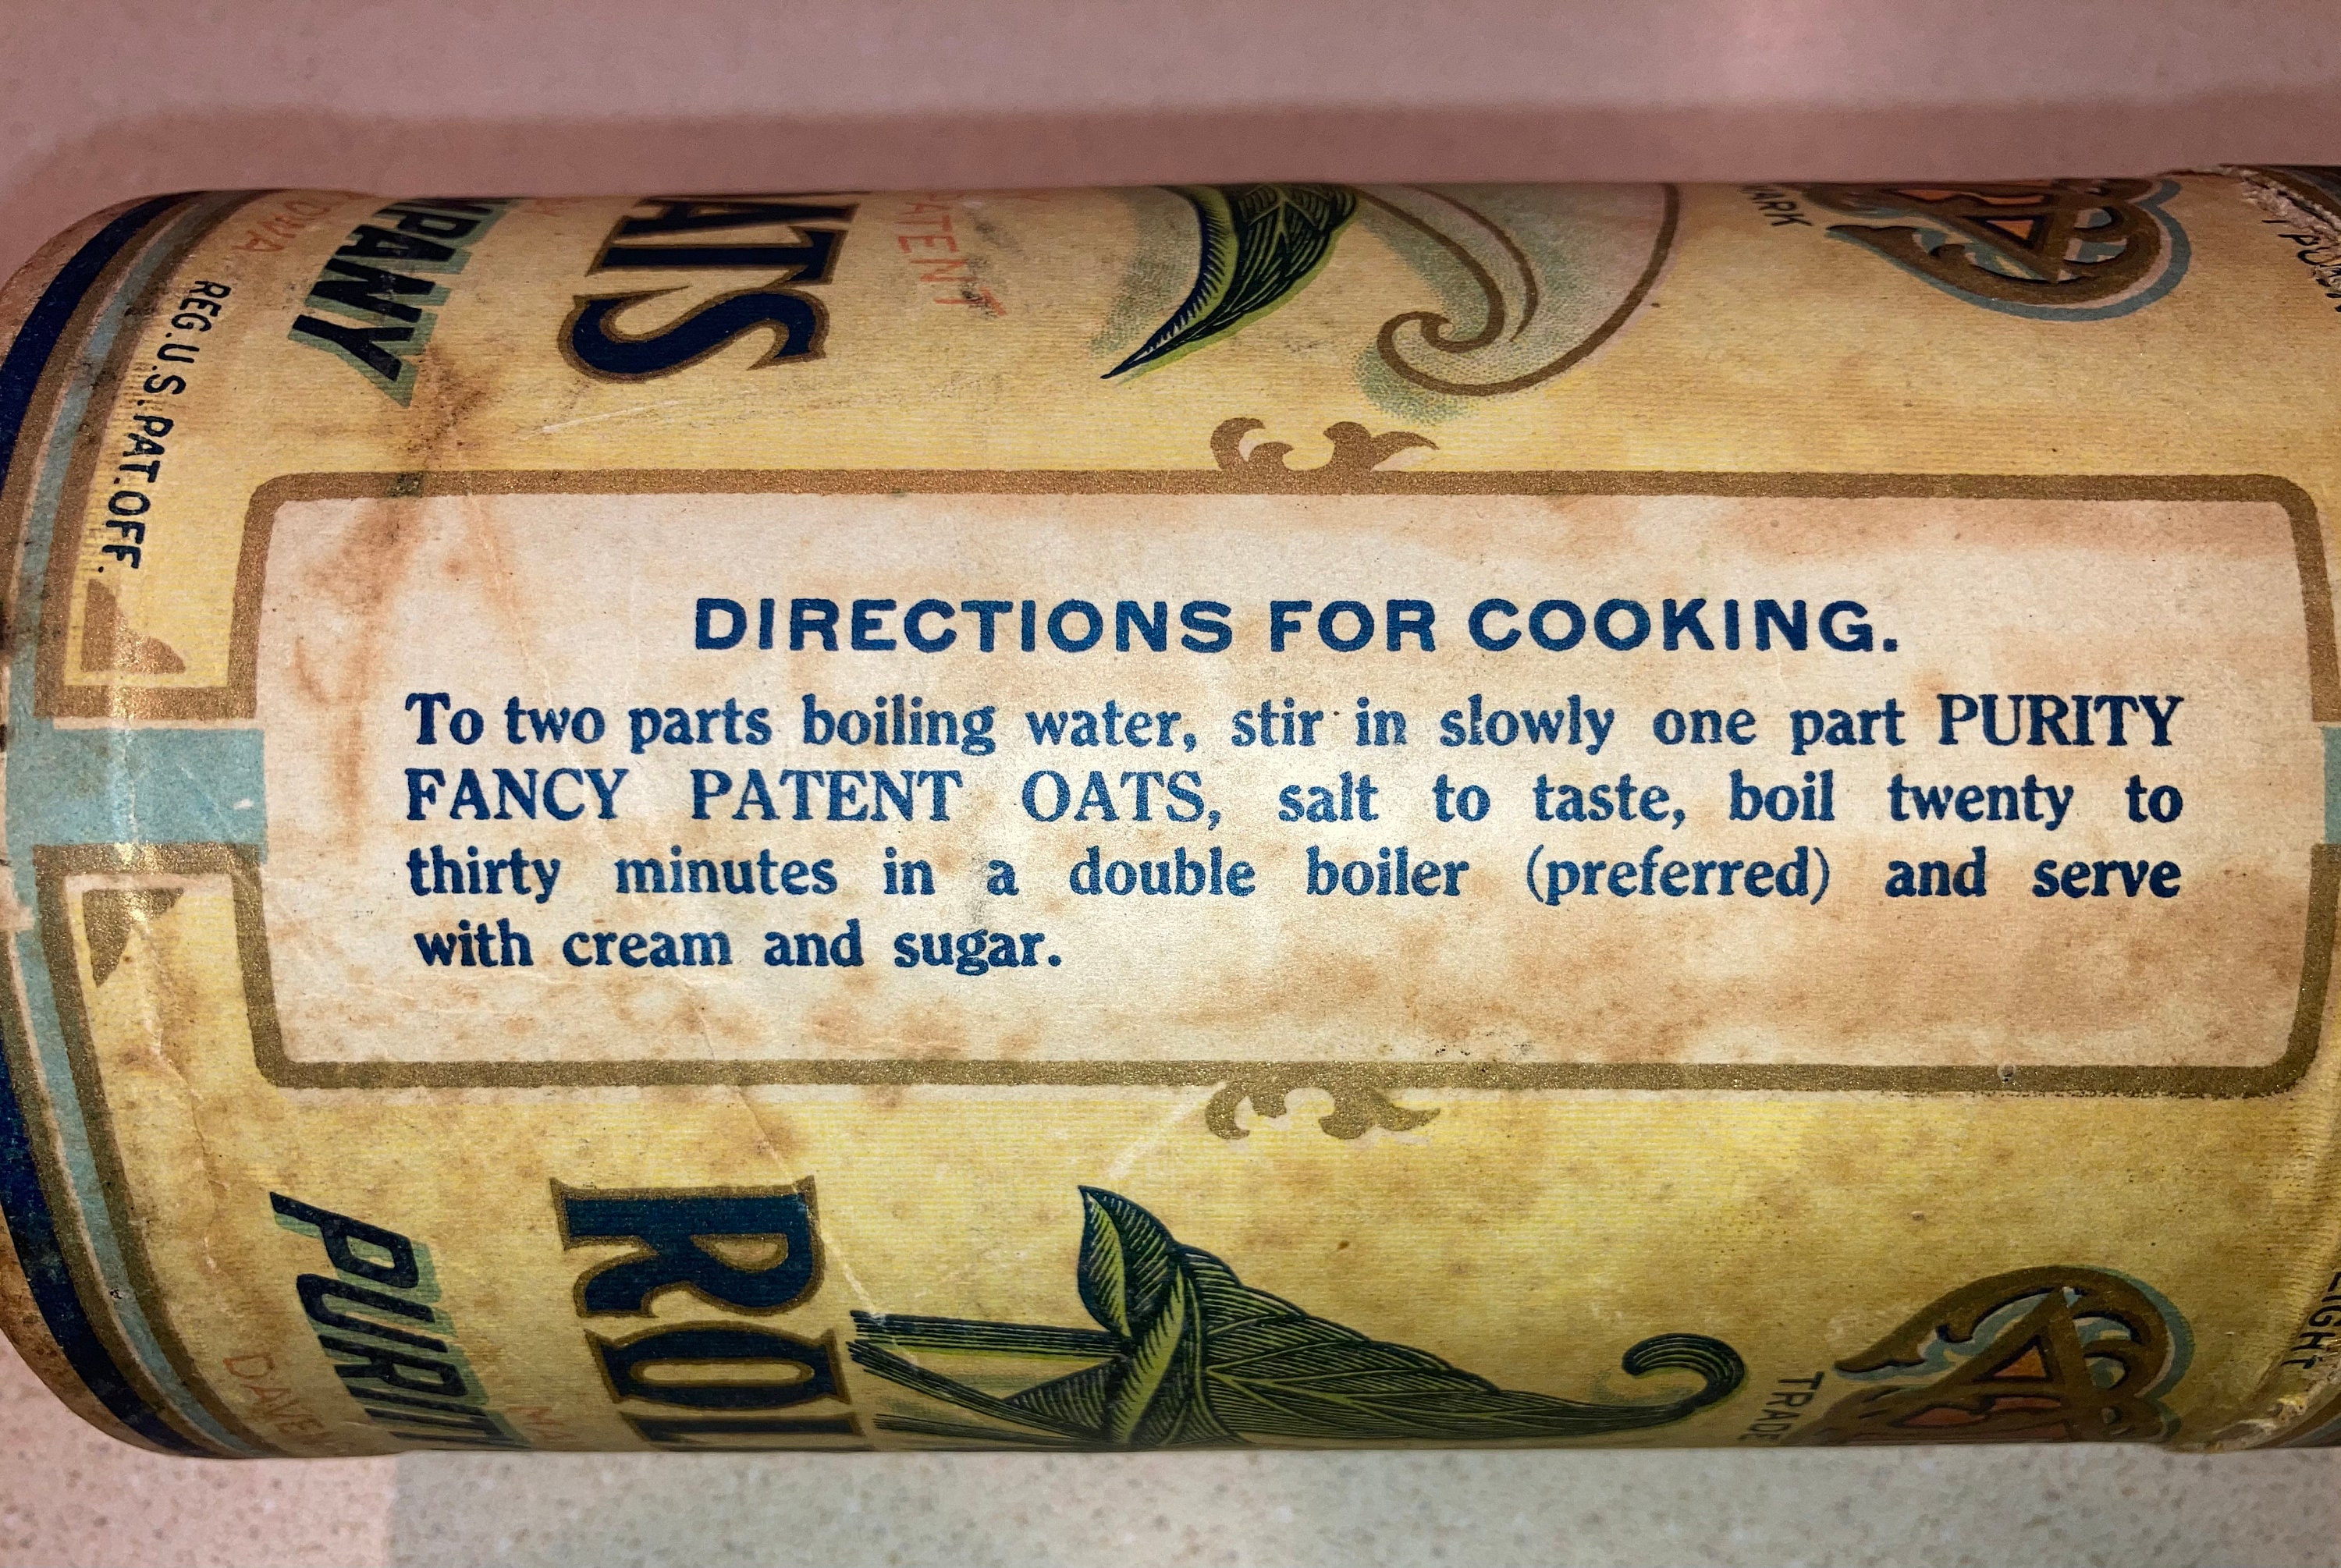 DIRECTIONS FOR COOKING.
To two parts boiling water, stir in slowly one part PURITY
FANCY PATENT OATS, salt to taste, boil twenty to
thirty minutes in a double boiler (preferred) and serve
with cream and sugar.
REG. U.S. PAT. OFF.
PATENT
TRADE